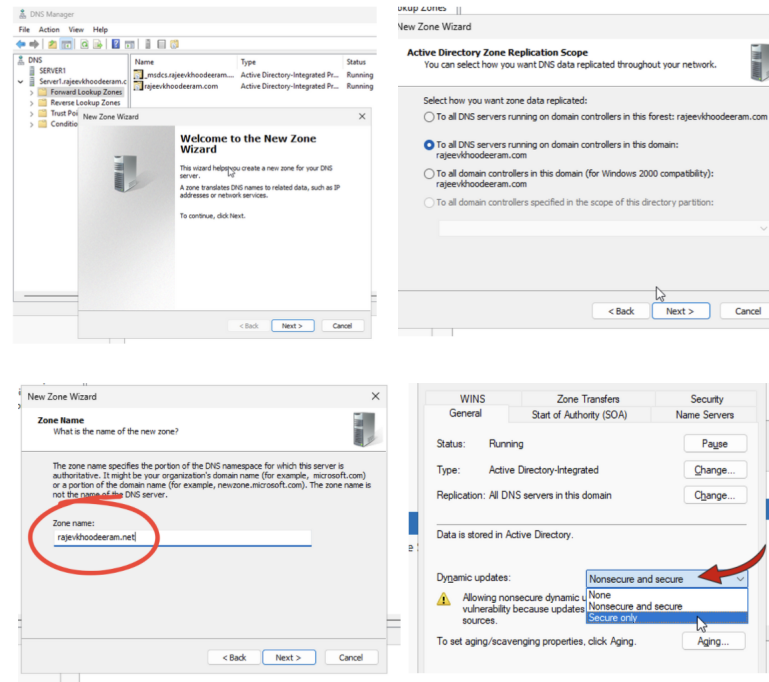 DNS Manager
File Action View Help
DNS
SERVER1
Server1.rajeevkhoodeeram.c
Forward Lookup Zones
Reverse Lookup Zones
Trust Poi
Conditio
Name Type Status
_msdcs.rajeevkhoodeeram.... Active Directory-Integrated Pr... Running
rajeevkhoodeeram.com Active Directory-Integrated Pr... Running
New Zone Wizard
Welcome to the New Zone
Wizard
This wizard helps you create a new zone for your DNS
server.
A zone translates DNS names to related data, such as IP
addresses or network services.
To continue, click Next.
< Back Next > Cancel
Zones
New Zone Wizard
Active Directory Zone Replication Scope
You can select how you want DNS data replicated throughout your network.
Select how you want zone data replicated:
To all DNS servers running on domain controllers in this forest: rajeevkhoodeeram.com
To all DNS servers running on domain controllers in this domain:
rajeevkhoodeeram.com
To all domain controllers in this domain (for Windows 2000 compatibility):
rajeevkhoodeeram.com
To all domain controllers specified in the scope of this directory partition:
< Back Next > Cancel
New Zone Wizard
Zone Name
What is the name of the new zone?
The zone name specifies the portion of the DNS namespace for which this server is
authoritative. It might be your organization's domain name (for example, microsoft.com)
or a portion of the domain name (for example, newzone.microsoft.com). The zone name is
not the name of the DNS server.
Zone name:
rajevkhoodeeram.net
< Back Next > Cancel
WINS Zone Transfers Security
General Start of Authority (SOA) Name Servers
Status: Running Pause
Type: Active Directory-Integrated Change...
Replication: All DNS servers in this domain Change...
Data is stored in Active Directory.
Dynamic updates: Nonsecure and secure
None
Nonsecure and secure
Secure only
Allowing nonsecure dynamic u
vulnerability because updates
sources.
To set aging/scavenging properties, click Aging. Aging...